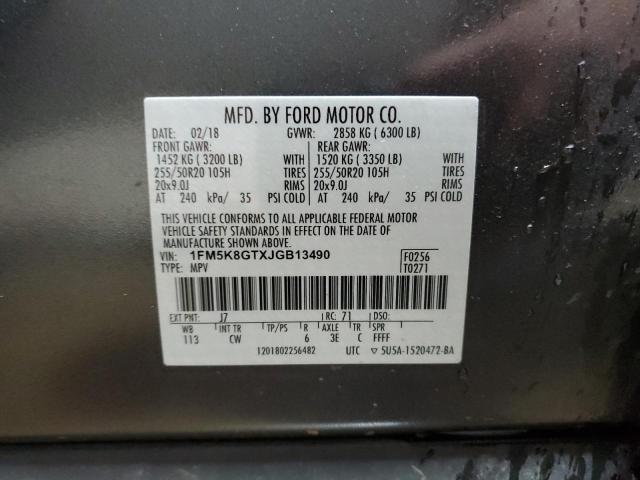 MFD. BY FORD MOTOR CO.
DATE: 02/18 GVWR: 2858 KG ( 6300 LB)
FRONT GAWR: REAR GAWR:
1452 KG ( 3200 LB) WITH 1520 KG ( 3350 LB) WITH
255/50R20 105H TIRES 255/50R20 105H TIRES
20x9.0J RIMS 20x9.0J RIMS
AT 240 kPa/ 35 PSI COLD AT 240 kPa/ 35 PSI COLD
THIS VEHICLE CONFORMS TO ALL APPLICABLE FEDERAL MOTOR
VEHICLE SAFETY STANDARDS IN EFFECT ON THE DATE OF
MANUFACTURE SHOWN ABOVE.
VIN: 1FM5K8GTXJGB13490 F0256
TYPE: MPV T0271
EXT PNT: J7 RC: 71 DSO:
WB INT TR TP/PS R AXLE TR SPR
113 CW 6 3E C FFFF
1201802256482 UTC ▽ 5U5A-1520472-BA